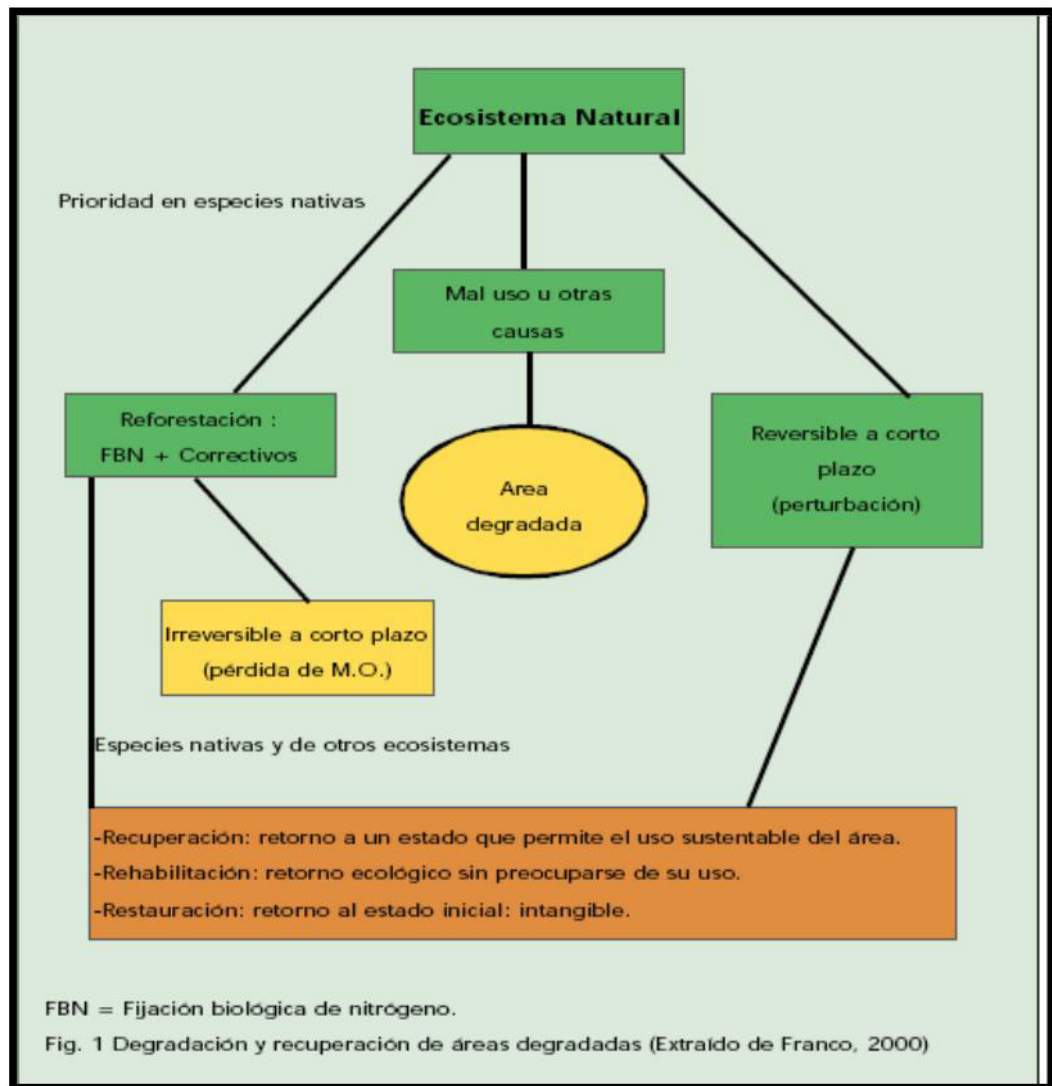 Ecosistema Natural
Prioridad en especies nativas
Mal uso u otras
causas
Reforestación :
FBN + Correctivos
Area
degradada
Reversible a corto
plazo
(perturbación)
Irreversible a corto plazo
(pérdida de M.O.)
Especies nativas y de otros ecosistemas
-Recuperación: retorno a un estado que permite el uso sustentable del área.
-Rehabilitación: retorno ecológico sin preocuparse de su uso.
-Restauración: retorno al estado inicial: intangible.
FBN = Fijación biológica de nitrógeno.
Fig. 1 Degradación y recuperación de áreas degradadas (Extraído de Franco, 2000)